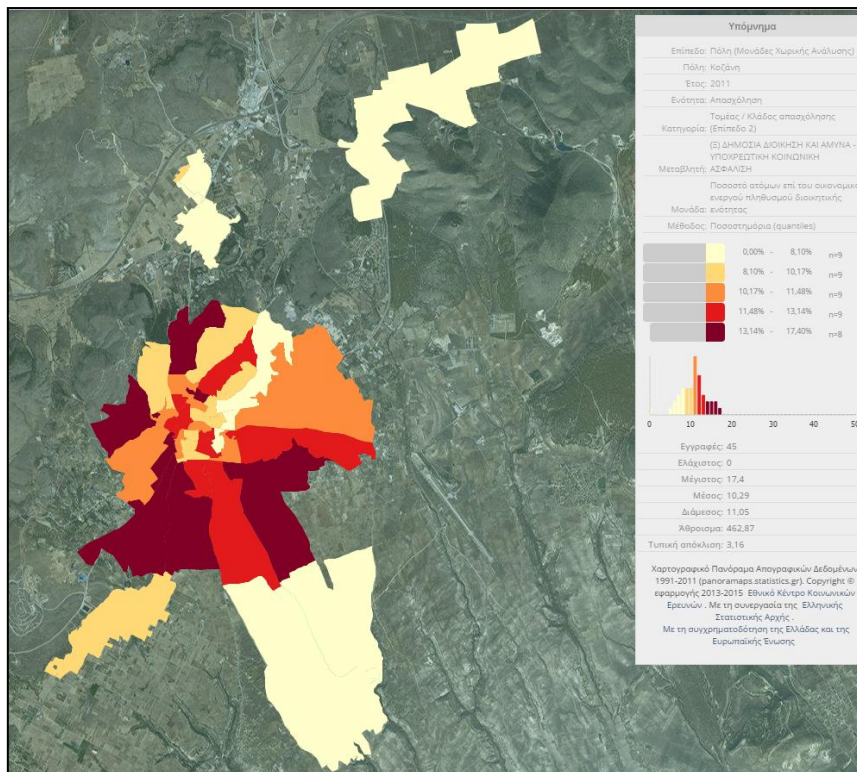 Υπόμνημα
Επίπεδο: Πόλη (Μονάδες Χωρικής Ανάλυσης)
Πόλη: Κοζάνη
Έτος: 2011
Ενότητα: Απασχόληση
Τομέας / Κλάδος απασχόλησης
Κατηγορία: (Επίπεδο 2)
(Ξ) ΔΗΜΟΣΙΑ ΔΙΟΙΚΗΣΗ ΚΑΙ ΑΜΥΝΑ -
ΥΠΟΧΡΕΩΤΙΚΗ ΚΟΙΝΩΝΙΚΗ
Μεταβλητή: ΑΣΦΑΛΙΣΗ
Ποσοστό ατόμων επί του οικονομικ
ενεργού πληθυσμού διοικητικής
Μονάδα: ενότητας
Μέθοδος: Ποσοστημόρια (quantiles)
0,00% - 8,10% n=9
8,10% - 10,17% n=9
10,17% - 11,48% n=9
11,48% - 13,14% n=9
13,14% - 17,40% n=8
0 10 20 30 40 50
Εγγραφές: 45
Ελάχιστος: 0
Μέγιστος: 17,4
Μέσος: 10,29
Διάμεσος: 11,05
Άθροισμα: 462,87
Τυπική απόκλιση: 3,16
Χαρτογραφικό Πανόραμα Απογραφικών Δεδομένων
1991-2011 (panoramaps.statistics.gr). Copyright ©
εφαρμογής 2013-2015 Εθνικό Κέντρο Κοινωνικών
Ερευνών . Με τη συνεργασία της Ελληνικής
Στατιστικής Αρχής .
Με τη συγχρηματοδότηση της Ελλάδας και της
Ευρωπαϊκής Ένωσης